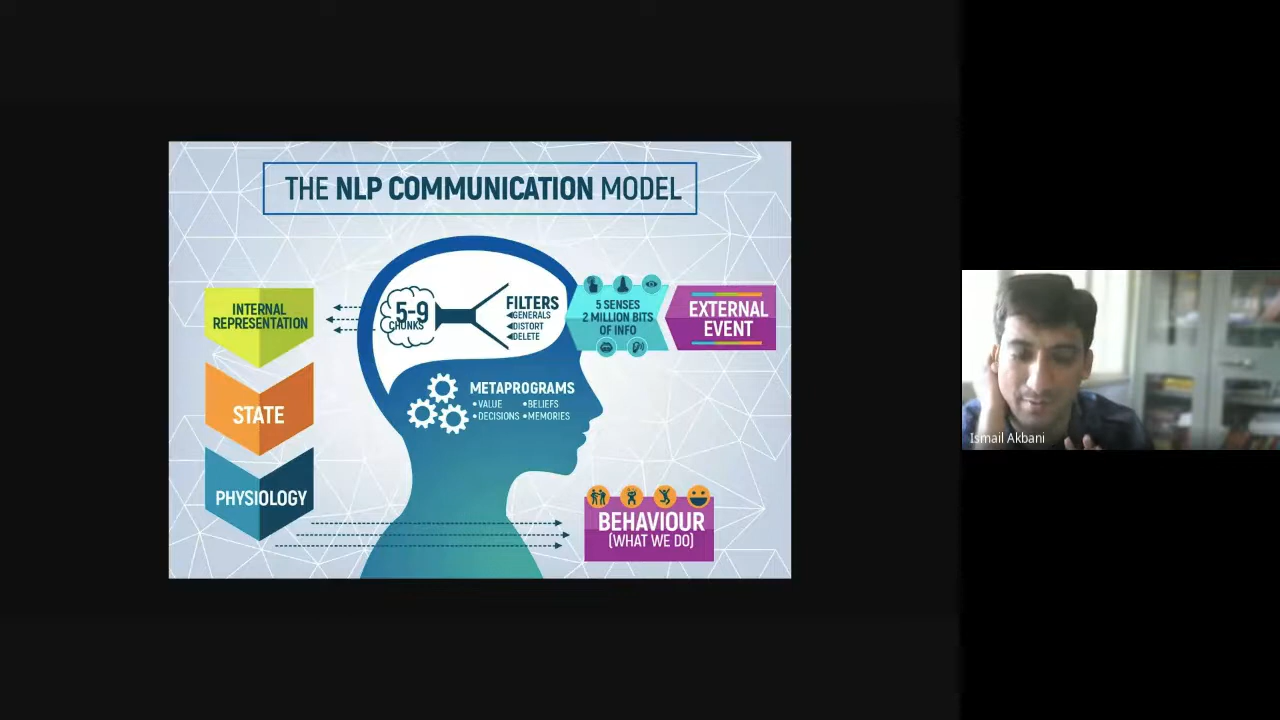 THE NLP COMMUNICATION MODEL
INTERNAL
REPRESENTATION
STATE
PHYSIOLOGY
5-9
CHUNKS
FILTERS
GENERALS
DISTORT
DELETE
5 SENSES
2 MILLION BITS
OF INFO
EXTERNAL
EVENT
METAPROGRAMS
•VALUE •BELIEFS
•DECISIONS •MEMORIES
BEHAVIOUR
(WHAT WE DO)
Ismail Akbani